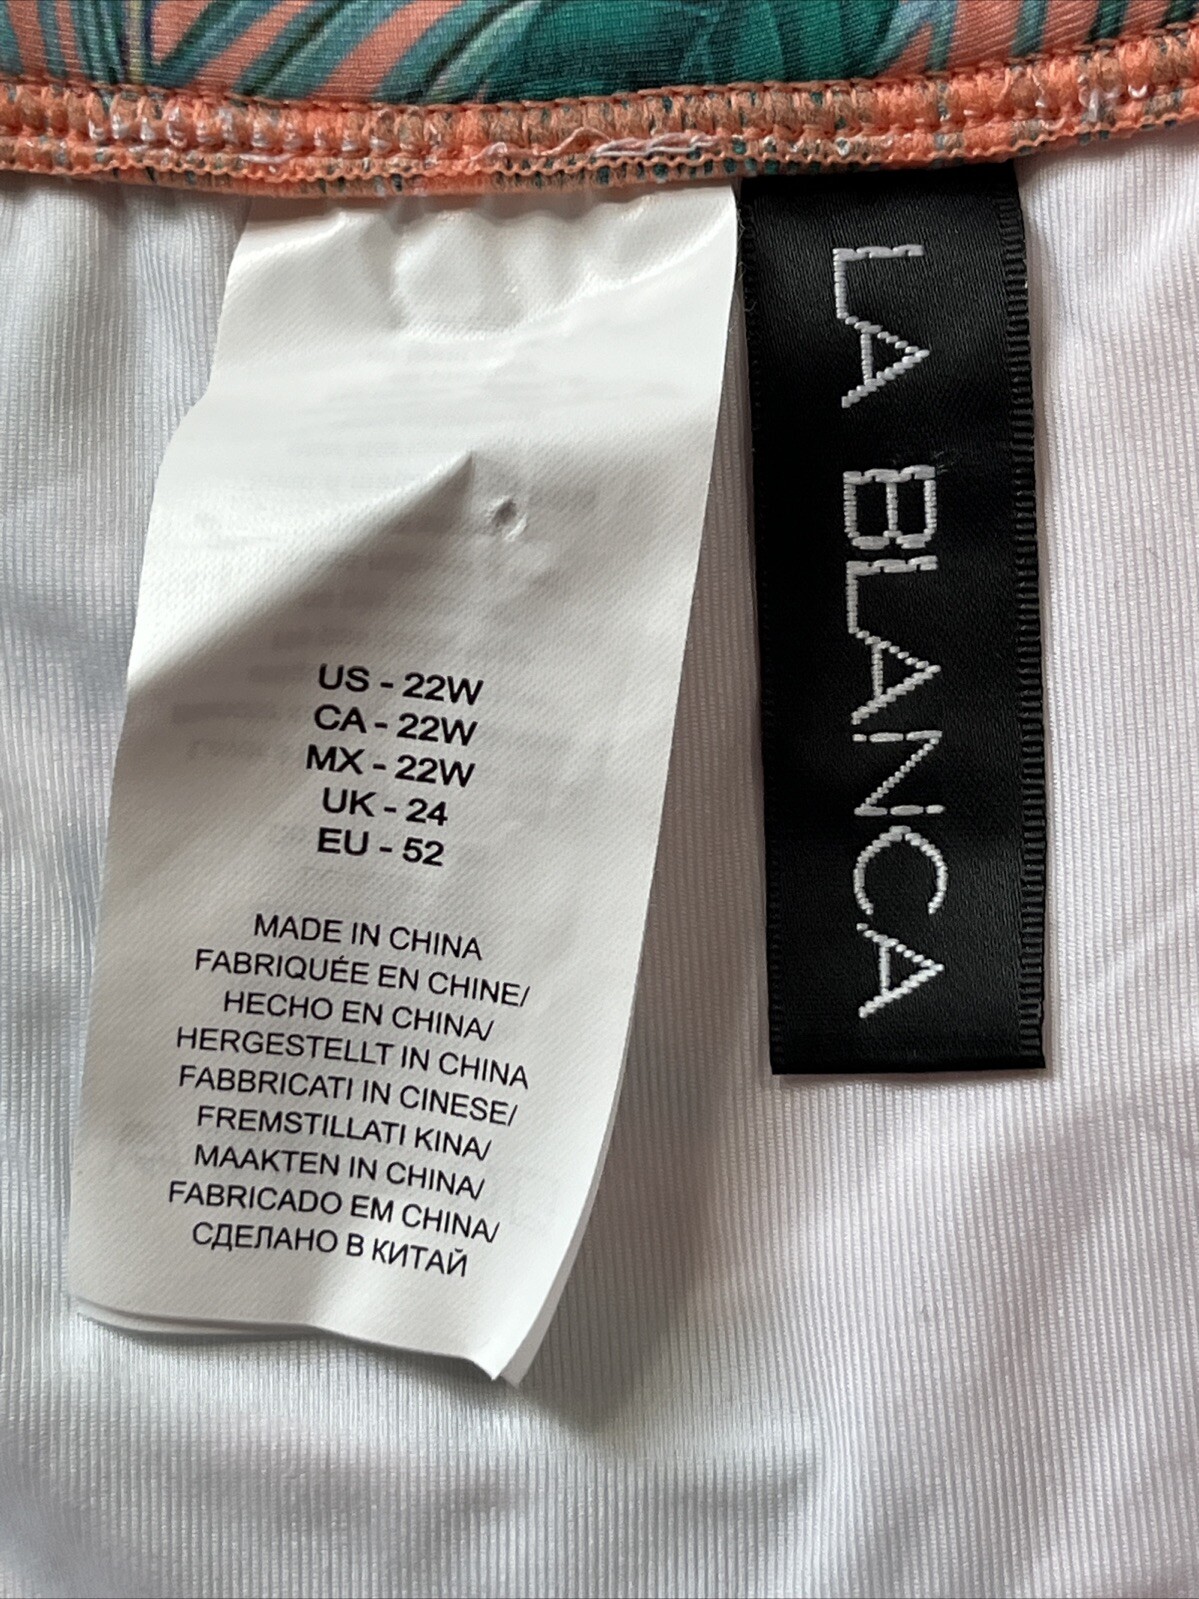 US - 22W
CA - 22W
MX - 22W
UK - 24
EU - 52
MADE IN CHINA
FABRIQUÉE EN CHINE/
HECHO EN CHINA/
HERGESTELLT IN CHINA
FABBRICATI IN CINESE/
FREMSTILLATI KINA/
MAAKTEN IN CHINA/
FABRICADO EM CHINA/
СДЕЛАНО В КИТАЙ
LA BLANCA